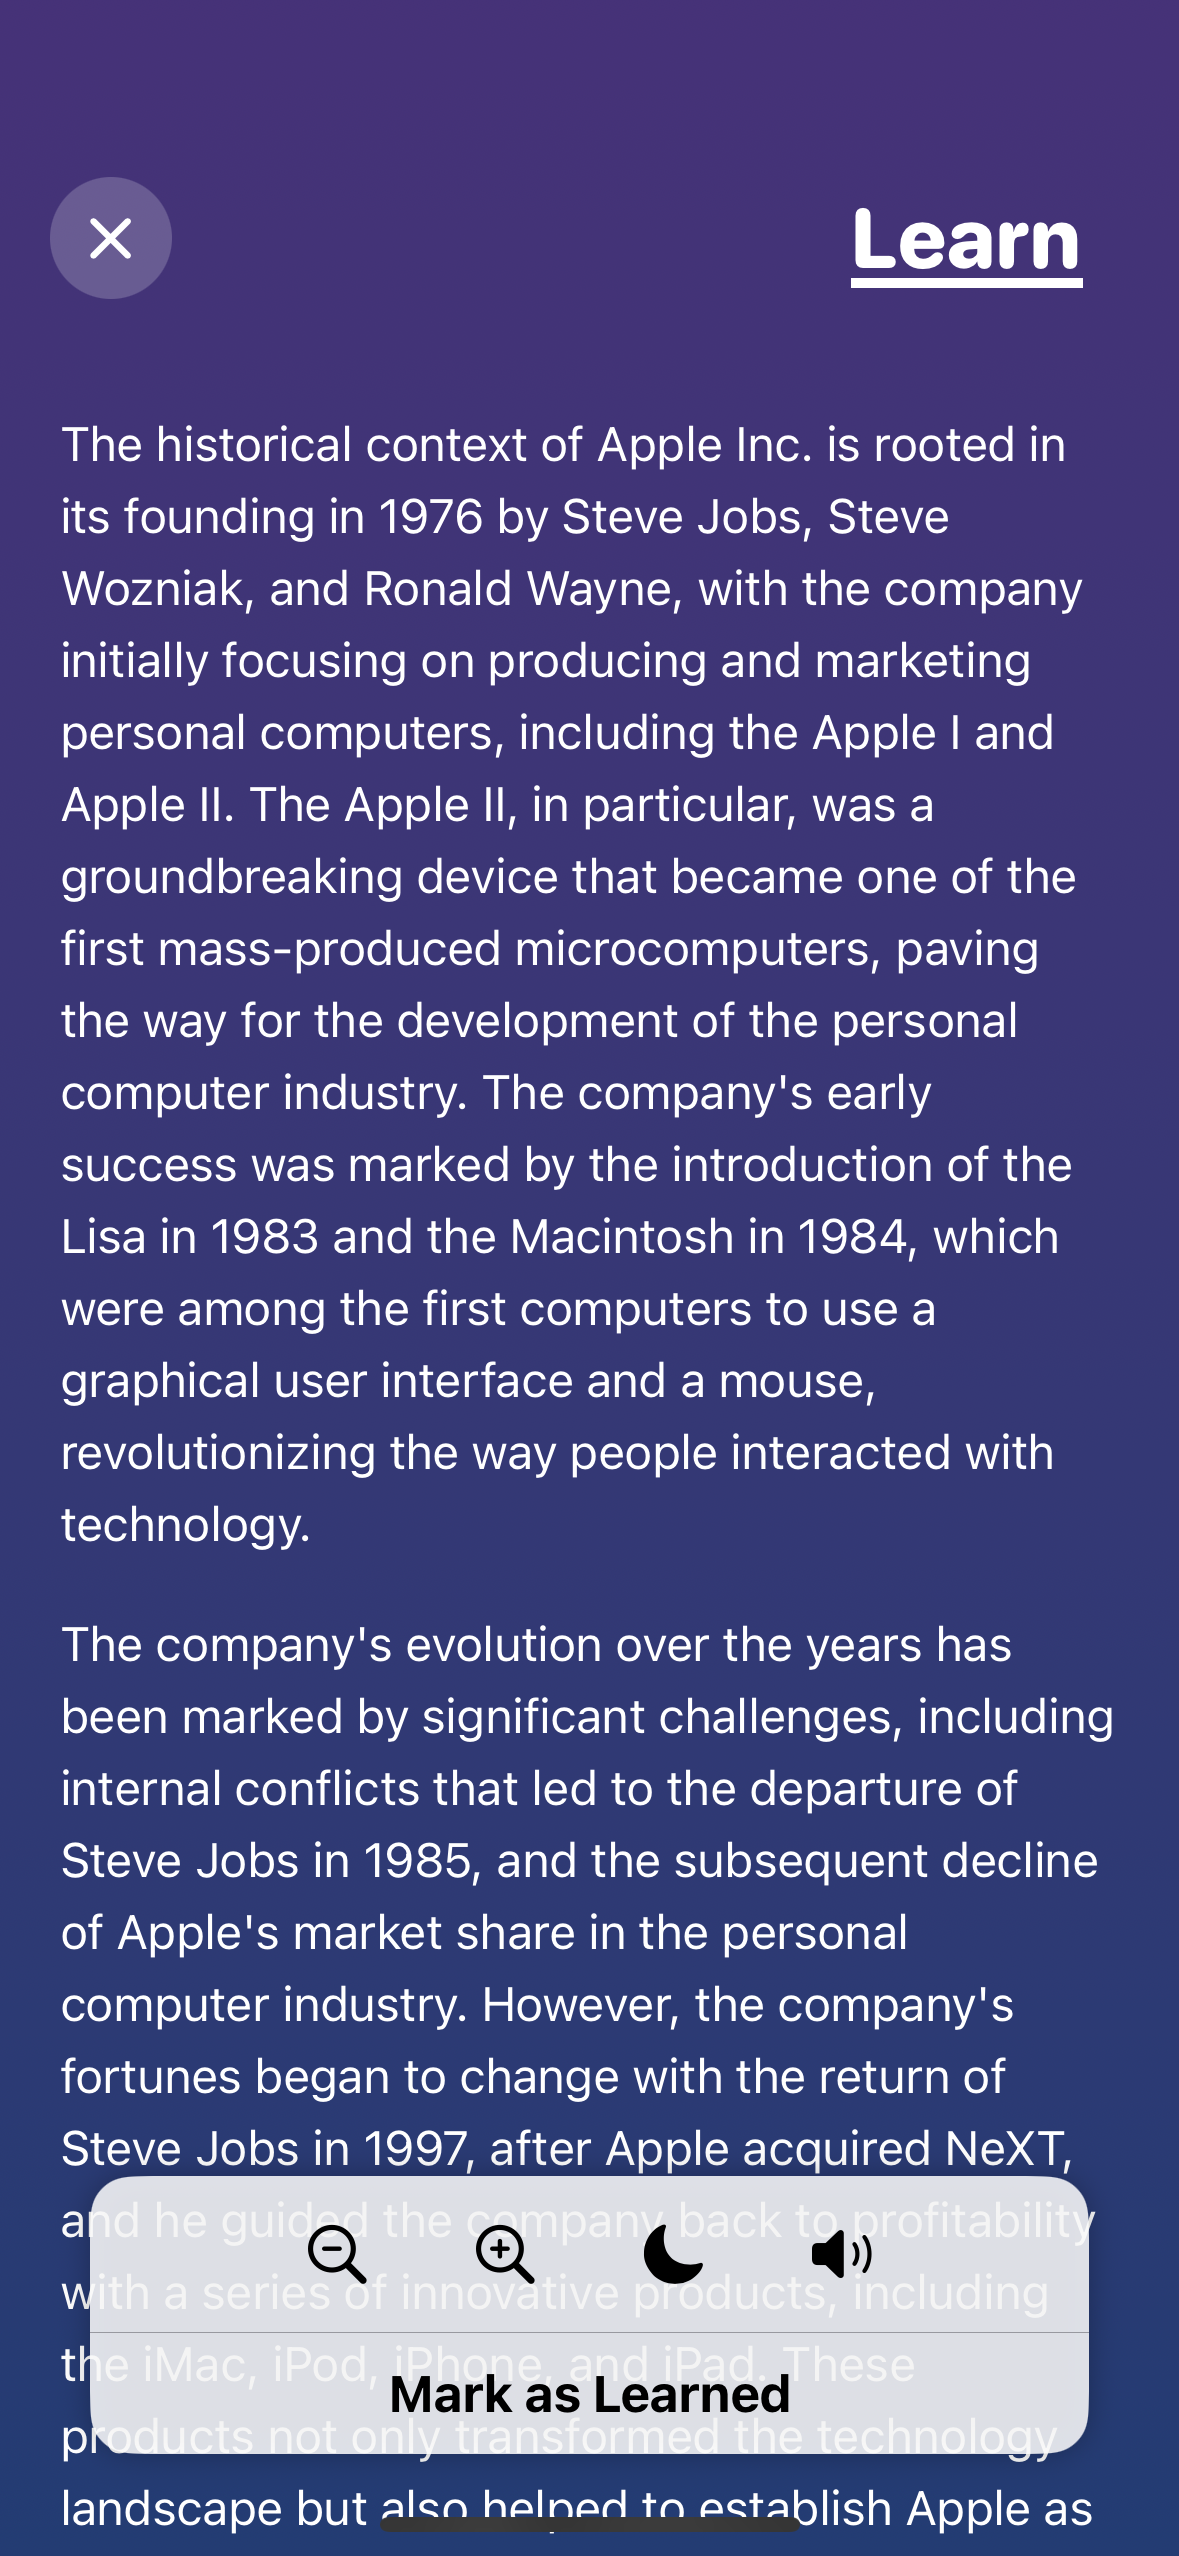 Learn
The historical context of Apple Inc. is rooted in
its founding in 1976 by Steve Jobs, Steve
Wozniak, and Ronald Wayne, with the company
initially focusing on producing and marketing
personal computers, including the Apple I and
Apple II. The Apple II, in particular, was a
groundbreaking device that became one of the
first mass-produced microcomputers, paving
the way for the development of the personal
computer industry. The company's early
success was marked by the introduction of the
Lisa in 1983 and the Macintosh in 1984, which
were among the first computers to use a
graphical user interface and a mouse,
revolutionizing the way people interacted with
technology.
The company's evolution over the years has
been marked by significant challenges, including
internal conflicts that led to the departure of
Steve Jobs in 1985, and the subsequent decline
of Apple's market share in the personal
computer industry. However, the company's
fortunes began to change with the return of
Steve Jobs in 1997, after Apple acquired NeXT,
and he guided the company back to profitability
with a series of innovative products, including
the iMac, iPod, iPhone, and iPad. These
Mark as Learned
products not only transformed the technology
landscape but also helped to establish Apple as